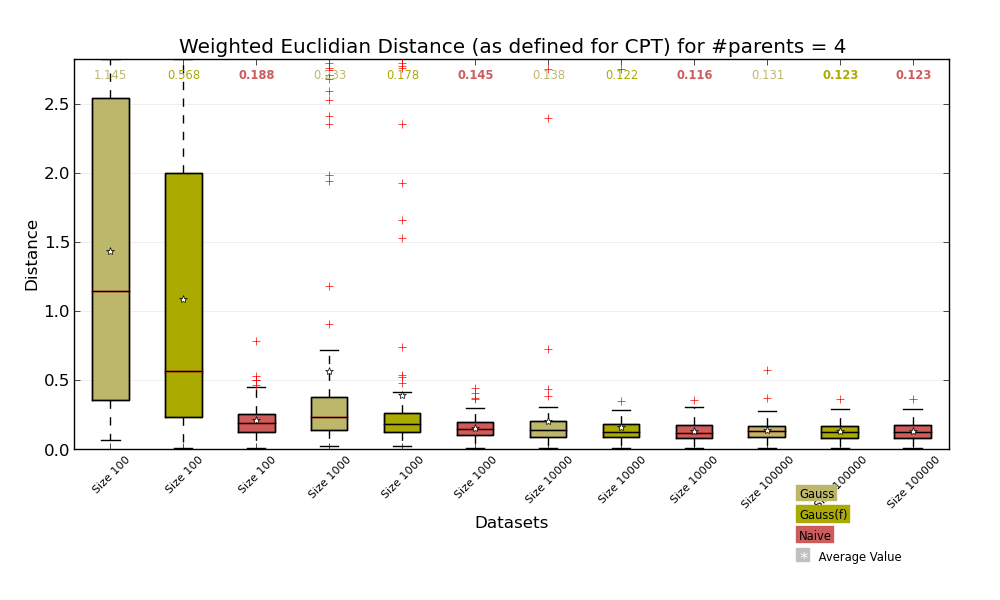 Weighted Euclidian Distance (as defined for CPT) for #parents = 4
1.145 0.568 0.188 0.233 0.178 0.145 0.138 0.122 0.116 0.131 0.123 0.123
2.5
2.0
1.5
1.0
0.5
0.0
Distance
Size 100 Size 100 Size 100 Size 1000 Size 1000 Size 1000 Size 10000 Size 10000 Size 10000 Size 100000 Size 100000 Size 100000
Datasets
Gauss
Gauss(f)
Naive
* Average Value